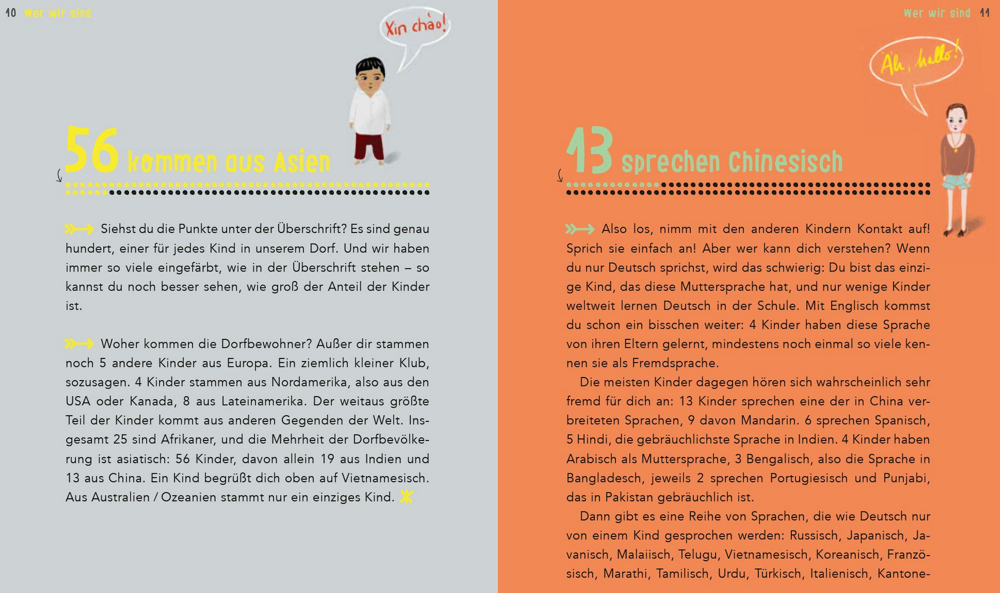 10 Wer wir sind
Xin chào!
56 kommen aus Asien
Siehst du die Punkte unter der Überschrift? Es sind genau
hundert, einer für jedes Kind in unserem Dorf. Und wir haben
immer so viele eingefärbt, wie in der Überschrift stehen – so
kannst du noch besser sehen, wie groß der Anteil der Kinder
ist.
Woher kommen die Dorfbewohner? Außer dir stammen
noch 5 andere Kinder aus Europa. Ein ziemlich kleiner Klub,
sozusagen. 4 Kinder stammen aus Nordamerika, also aus den
USA oder Kanada, 8 aus Lateinamerika. Der weitaus größte
Teil der Kinder kommt aus anderen Gegenden der Welt. Ins-
gesamt 25 sind Afrikaner, und die Mehrheit der Dorfbevölke-
rung ist asiatisch: 56 Kinder, davon allein 19 aus Indien und
13 aus China. Ein Kind begrüßt dich oben auf Vietnamesisch.
Aus Australien / Ozeanien stammt nur ein einziges Kind.
Wer wir sind 11
Äh, hallo!
13 sprechen Chinesisch
Also los, nimm mit den anderen Kindern Kontakt auf!
Sprich sie einfach an! Aber wer kann dich verstehen? Wenn
du nur Deutsch sprichst, wird das schwierig: Du bist das einzi-
ge Kind, das diese Muttersprache hat, und nur wenige Kinder
weltweit lernen Deutsch in der Schule. Mit Englisch kommst
du schon ein bisschen weiter: 4 Kinder haben diese Sprache
von ihren Eltern gelernt, mindestens noch einmal so viele ken-
nen sie als Fremdsprache.
Die meisten Kinder dagegen hören sich wahrscheinlich sehr
fremd für dich an: 13 Kinder sprechen eine der in China ver-
breiteten Sprachen, 9 davon Mandarin. 6 sprechen Spanisch,
5 Hindi, die gebräuchlichste Sprache in Indien. 4 Kinder haben
Arabisch als Muttersprache, 3 Bengalisch, also die Sprache in
Bangladesch, jeweils 2 sprechen Portugiesisch und Punjabi,
das in Pakistan gebräuchlich ist.
Dann gibt es eine Reihe von Sprachen, die wie Deutsch nur
von einem Kind gesprochen werden: Russisch, Japanisch, Ja-
vanisch, Malaiisch, Telugu, Vietnamesisch, Koreanisch, Franzö-
sisch, Marathi, Tamilisch, Urdu, Türkisch, Italienisch, Kantone-